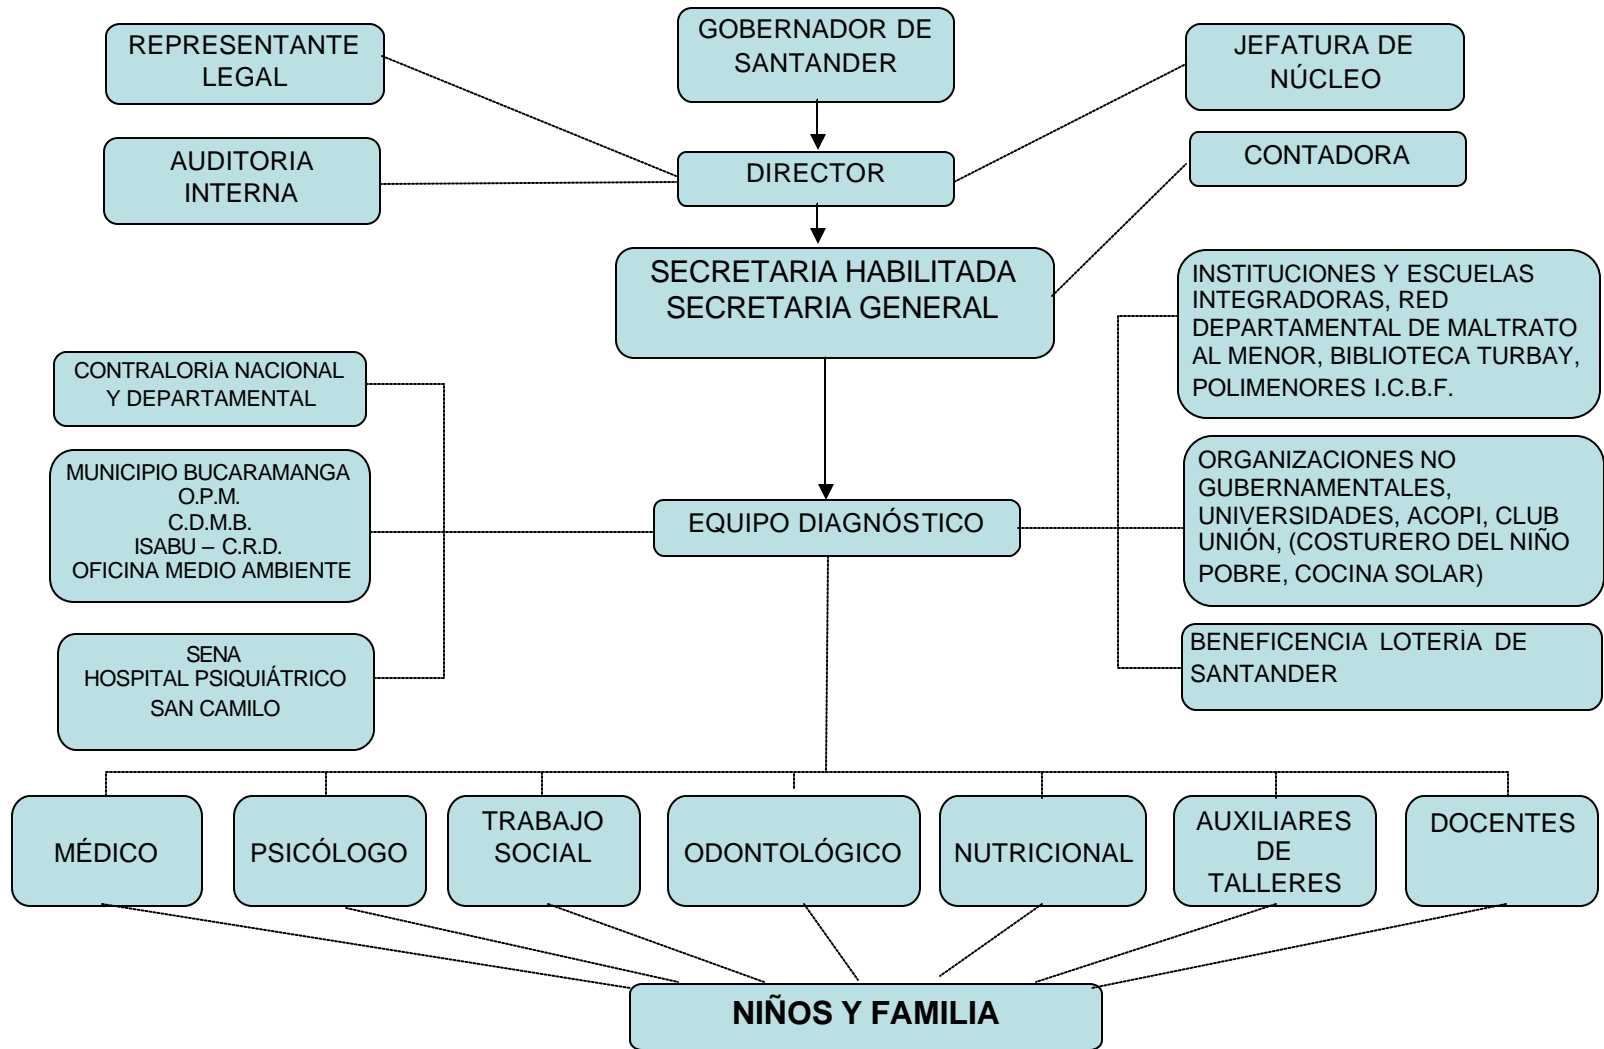 REPRESENTANTE
LEGAL
GOBERNADOR DE
SANTANDER
JEFATURA DE
NÚCLEO
AUDITORIA
INTERNA
DIRECTOR
CONTADORA
SECRETARIA HABILITADA
SECRETARIA GENERAL
INSTITUCIONES Y ESCUELAS
INTEGRADORAS, RED
DEPARTAMENTAL DE MALTRATO
AL MENOR, BIBLIOTECA TURBAY,
POLIMENORES I.C.B.F.
CONTRALORÍA NACIONAL
Y DEPARTAMENTAL
MUNICIPIO BUCARAMANGA
O.P.M.
C.D.M.B.
ISABU – C.R.D.
OFICINA MEDIO AMBIENTE
EQUIPO DIAGNÓSTICO
ORGANIZACIONES NO
GUBERNAMENTALES,
UNIVERSIDADES, ACOPI, CLUB
UNIÓN, (COSTURERO DEL NIÑO
POBRE, COCINA SOLAR)
SENA
HOSPITAL PSIQUIÁTRICO
SAN CAMILO
BENEFICENCIA LOTERÍA DE
SANTANDER
MÉDICO
PSICÓLOGO
TRABAJO
SOCIAL
ODONTOLÓGICO
NUTRICIONAL
AUXILIARES
DE
TALLERES
DOCENTES
NIÑOS Y FAMILIA